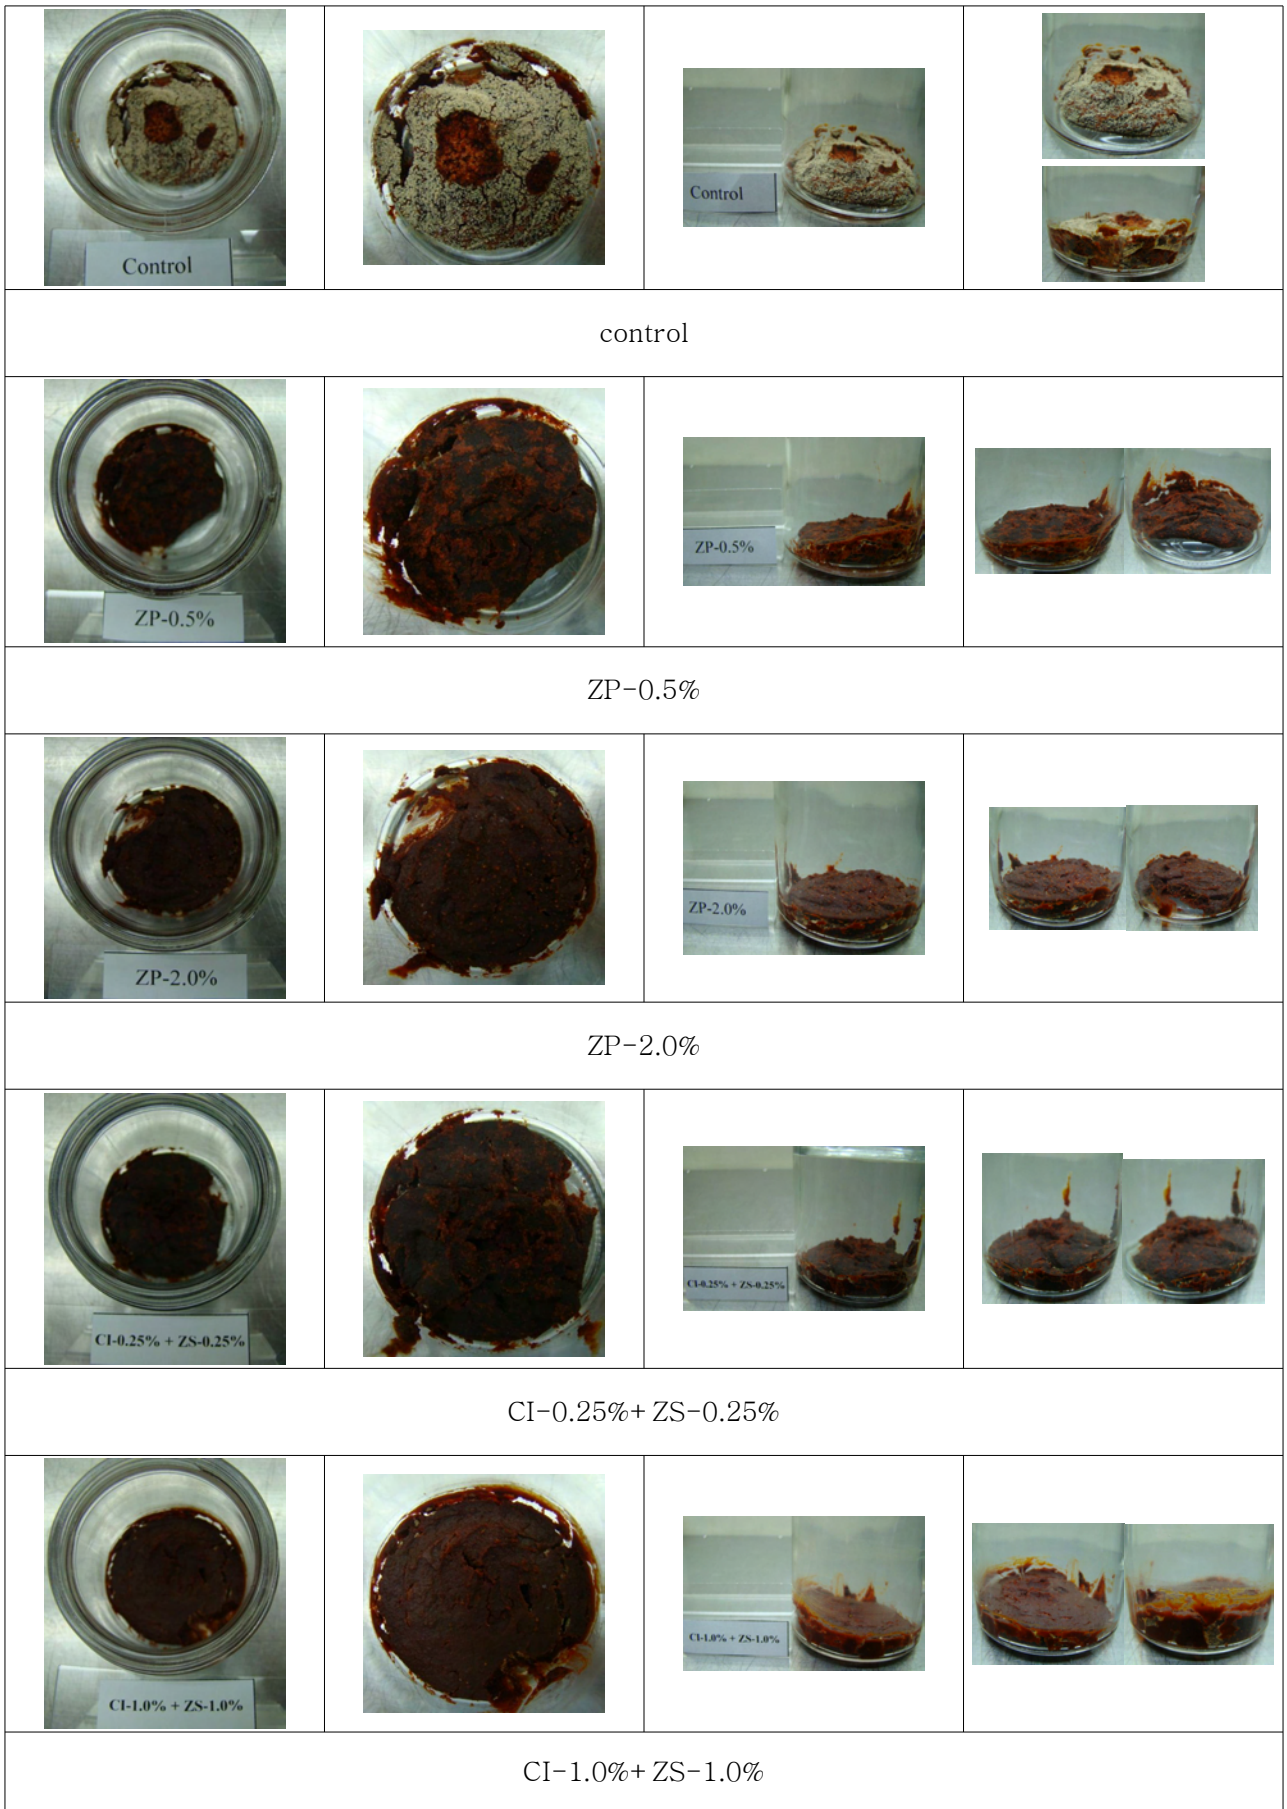 Control
Control
control
ZP-0.5%
ZP-0.5%
ZP-0.5%
ZP-2.0%
ZP-2.0%
ZP-2.0%
CI-0.25% + ZS-0.25%
CI-0.25% + ZS-0.25%
CI-0.25%+ ZS-0.25%
CI-1.0% + ZS-1.0%
CI-1.0% + ZS-1.0%
CI-1.0%+ ZS-1.0%